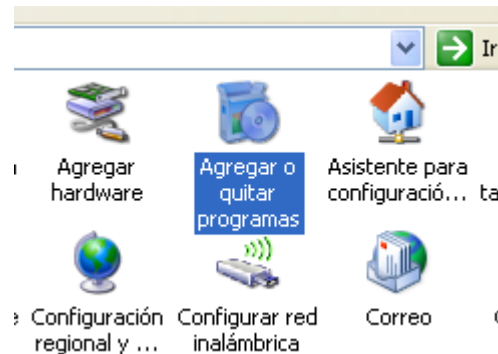 Ir
Agregar
hardware
Agregar o
quitar
programas
Asistente para
configuració...
Configuración
regional y ...
Configurar red
inalámbrica
Correo